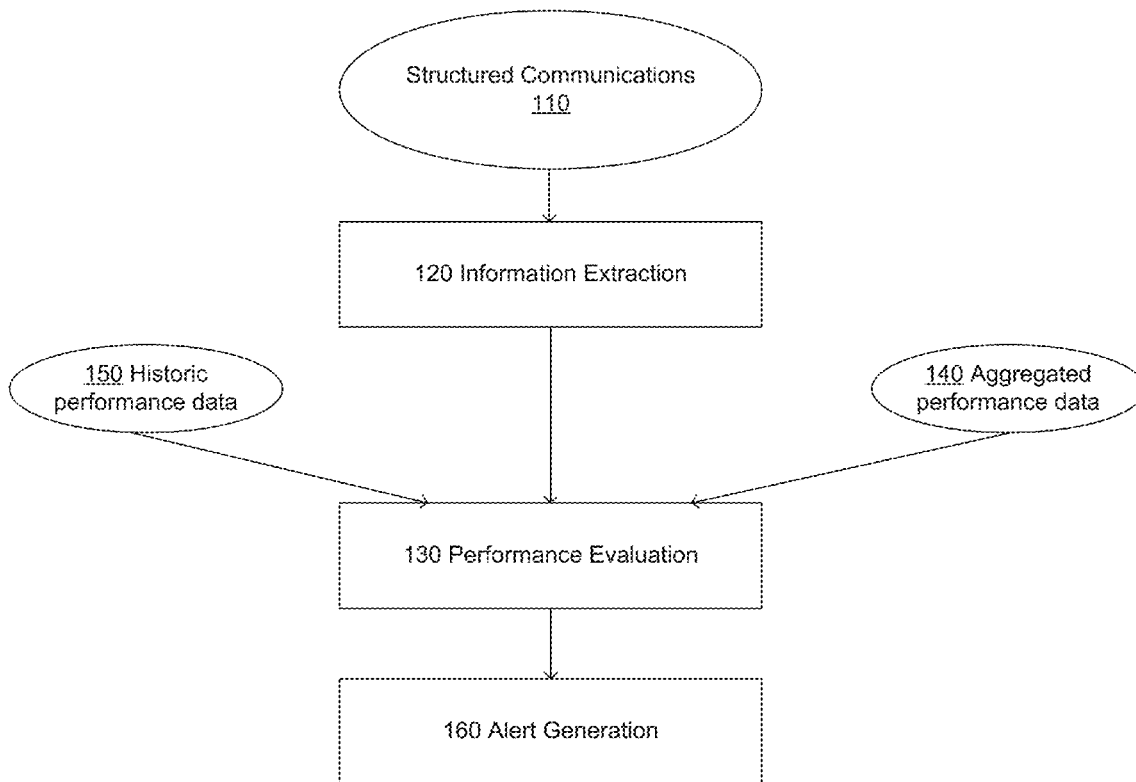 Structured Communications
110
120 Information Extraction
150 Historic
performance data
140 Aggregated
performance data
130 Performance Evaluation
160 Alert Generation